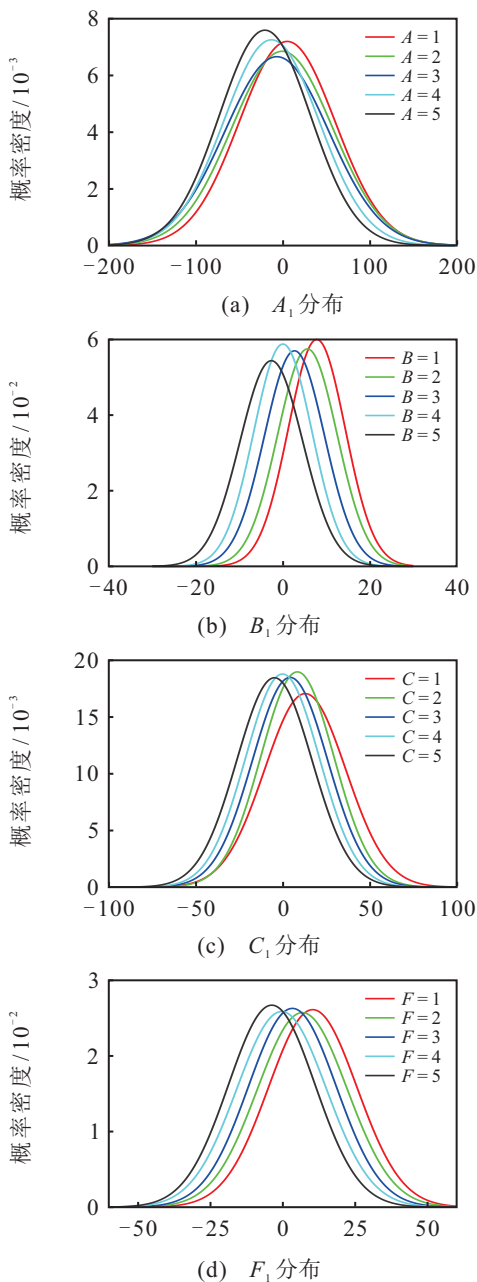 概率密度/10⁻³
8
6
4
2
0
−200
−100
0
100
200
A = 1
A = 2
A = 3
A = 4
A = 5
(a) A₁分布
概率密度/10⁻²
6
4
2
0
−40
−20
0
20
40
B = 1
B = 2
B = 3
B = 4
B = 5
(b) B₁分布
概率密度/10⁻³
20
15
10
5
0
−100
−50
0
50
100
C = 1
C = 2
C = 3
C = 4
C = 5
(c) C₁分布
概率密度/10⁻²
3
2
1
0
−50
−25
0
25
50
F = 1
F = 2
F = 3
F = 4
F = 5
(d) F₁分布